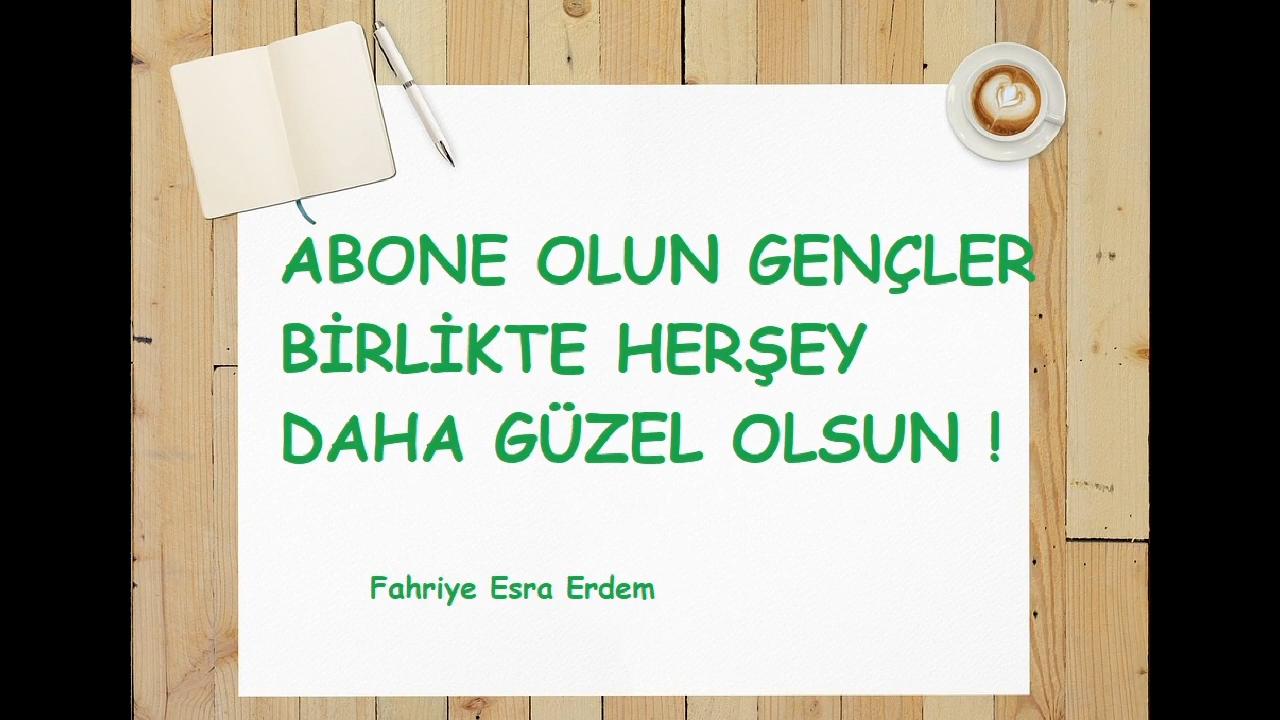 ABONE OLUN GENÇLER
BİRLİKTE HERŞEY
DAHA GÜZEL OLSUN !
Fahriye Esra Erdem